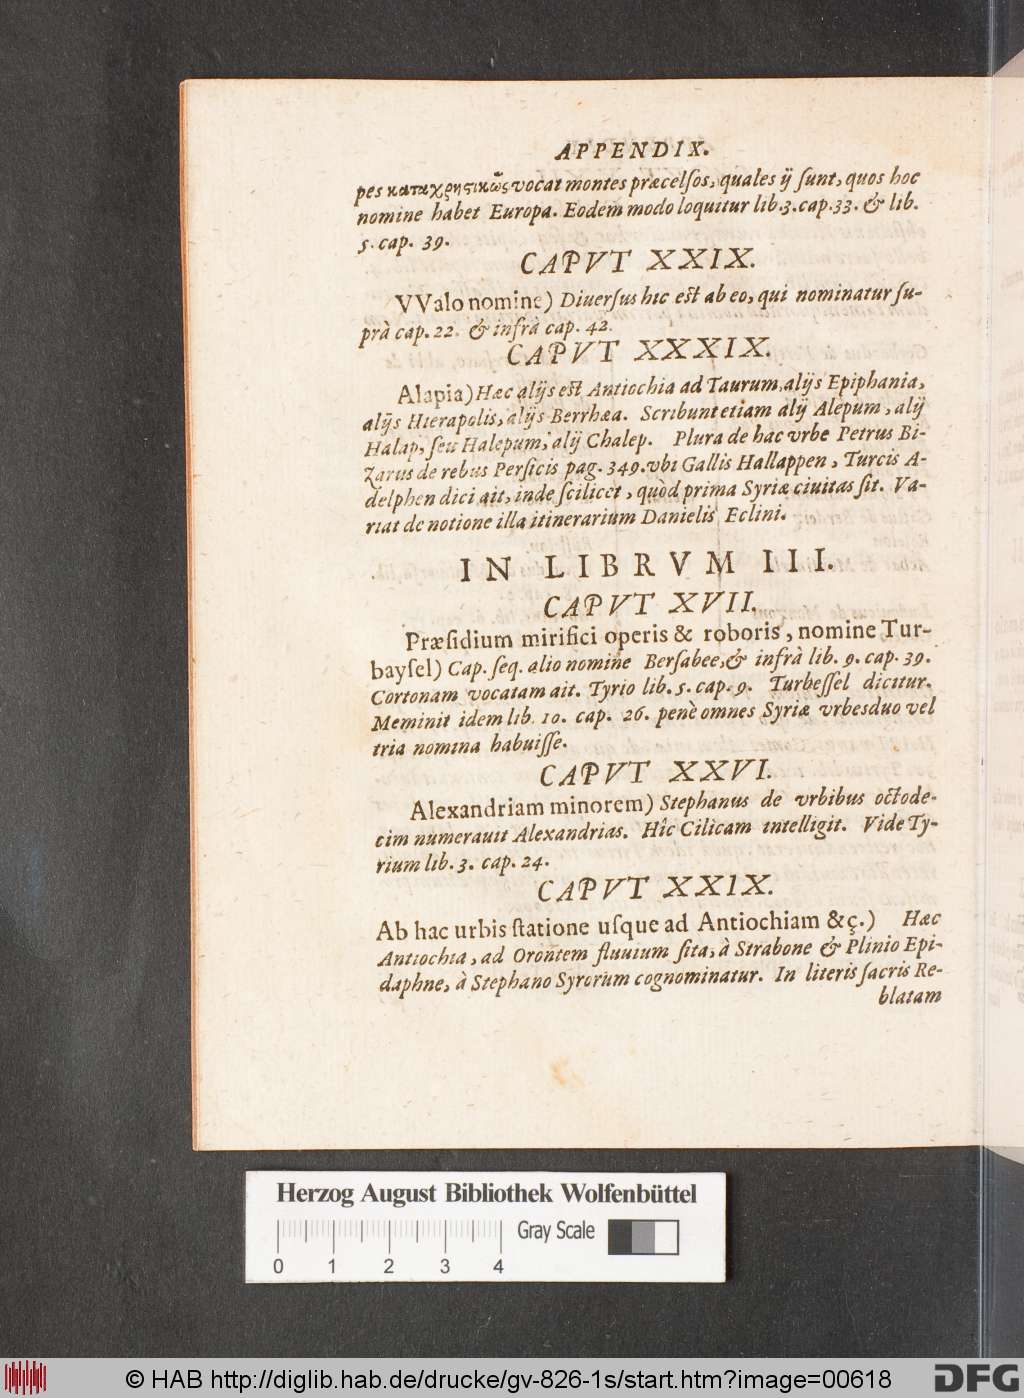 APPENDIX.
pes καταχρηστικῶς vocat montes præcelſos, quales ij ſunt, quos hoc
nomine habet Europa. Eodem modo loquitur lib. 3. cap. 33. & lib.
5. cap. 39.
CAPVT XXIX.
VValo nomine) Diuerſus hic eſt ab eo, qui nominatur ſu-
prà cap. 22. & infrà cap. 42.
CAPVT XXXIX.
Alapia) Hæc alijs eſt Antiochia ad Taurum, alijs Epiphania,
alijs Hierapolis, alijs Berrhæa. Scribunt etiam alij Alepum, alij
Halap, ſeu Halepum, alij Chalep. Plura de hac vrbe Petrus Bi-
zarus de rebus Perſicis pag. 349. vbi Gallis Hallappen, Turcis A-
delphen dici ait, inde ſcilicet, quòd prima Syriæ ciuitas ſit. Va-
riat de notione illa itinerarium Danielis Eclini.
IN LIBRVM III.
CAPVT XVII.
Præſidium mirifici operis & roboris, nomine Tur-
bayſel) Cap. ſeq. alio nomine Berſabee, & infrà lib. 9. cap. 39.
Cortonam vocatam ait. Tyrio lib. 5. cap. 9. Turbeſſel dicitur.
Meminit idem lib. 10. cap. 26. penè omnes Syriæ vrbes duo vel
tria nomina habuiſſe.
CAPVT XXVI.
Alexandriam minorem) Stephanus de vrbibus octode-
cim numerauit Alexandrias. Hîc Cilicam intelligit. Vide Ty-
rium lib. 3. cap. 24.
CAPVT XXIX.
Ab hac urbis ſtatione uſque ad Antiochiam &ç.) Hæc
Antiochia, ad Orontem fluuium ſita, à Strabone & Plinio Epi-
daphne, à Stephano Syrorum cognominatur. In literis ſacris Re-
blatam
Herzog August Bibliothek Wolfenbüttel
Gray Scale
0 1 2 3 4
© HAB http://diglib.hab.de/drucke/gv-826-1s/start.htm?image=00618
DFG